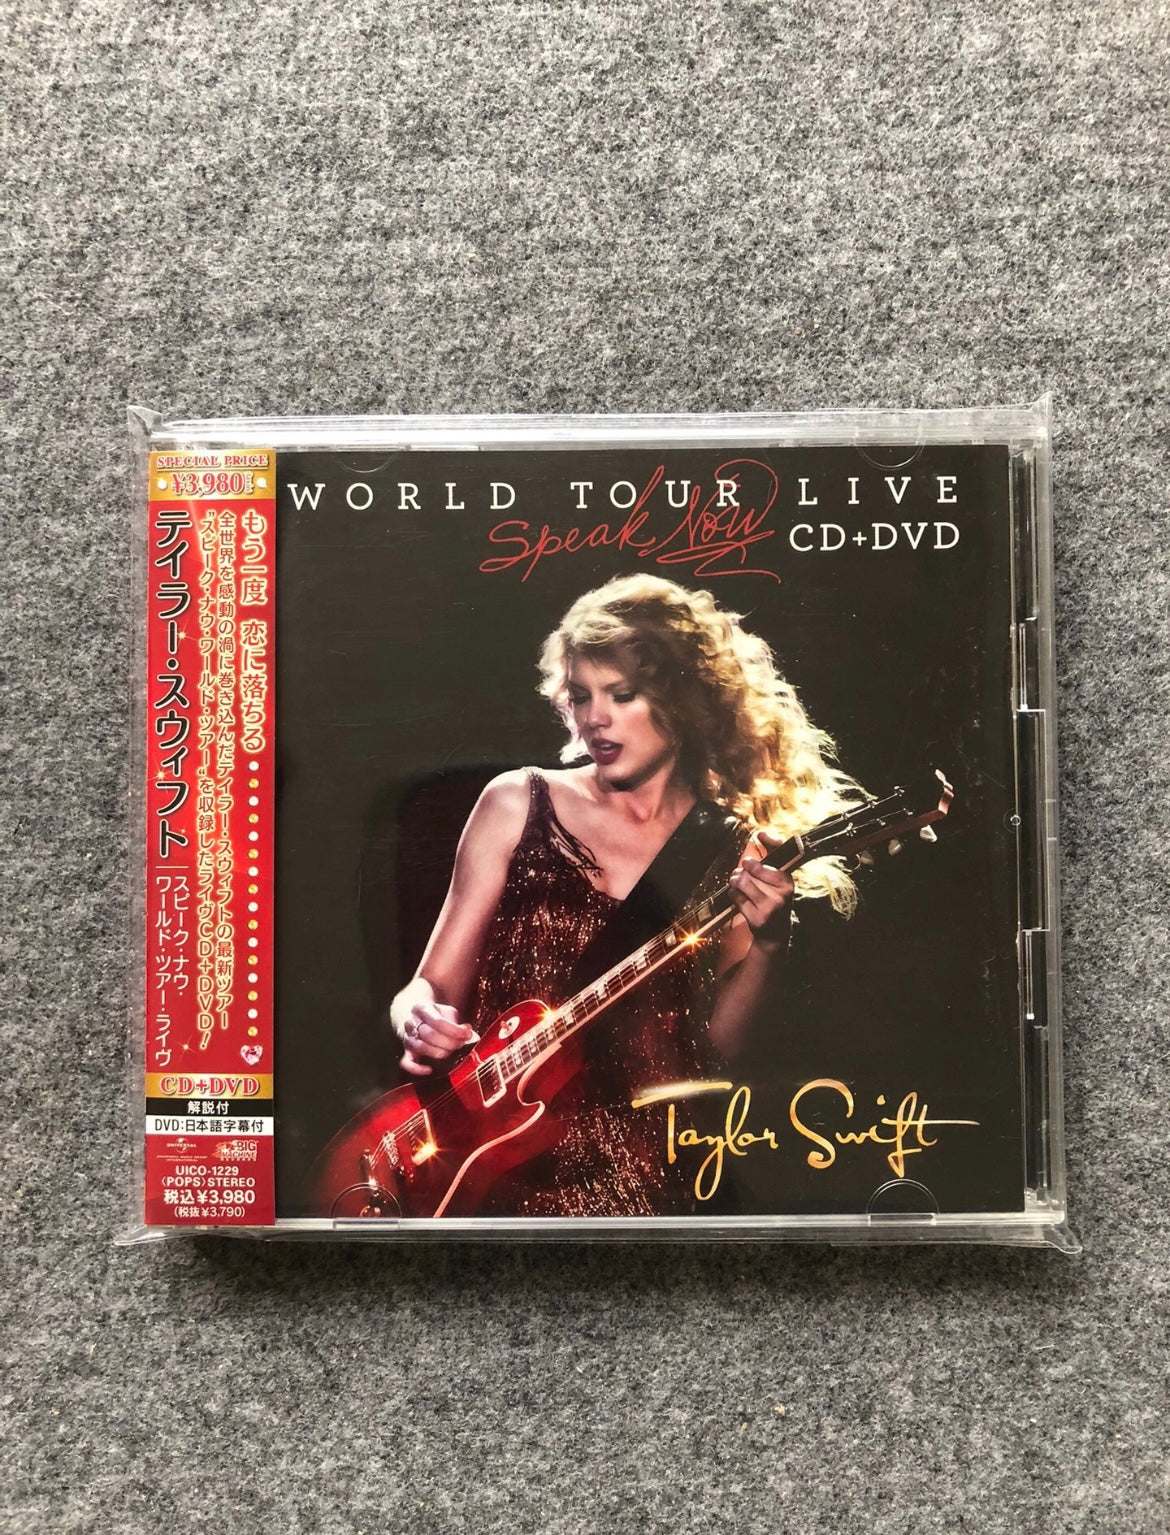 SPECIAL PRICE
¥3,980
もう一度 恋に落ちる
全世界を感動の渦に巻き込んだテイラー・スウィフトの最新ツアー
“スピーク・ナウ・ワールド・ツアー”を収録したライヴCD+DVD!
テイラー・スウィフト
スピーク・ナウ・
ワールド・ツアー・ライヴ
CD+DVD
解説付
DVD:日本語字幕付
UNIVERSAL
BIG
MACHINE
RECORDS
UICO-1229
〈POPS〉STEREO
税込¥3,980
(税抜¥3,790)
WORLD TOUR LIVE
Speak Now
CD+DVD
Taylor Swift